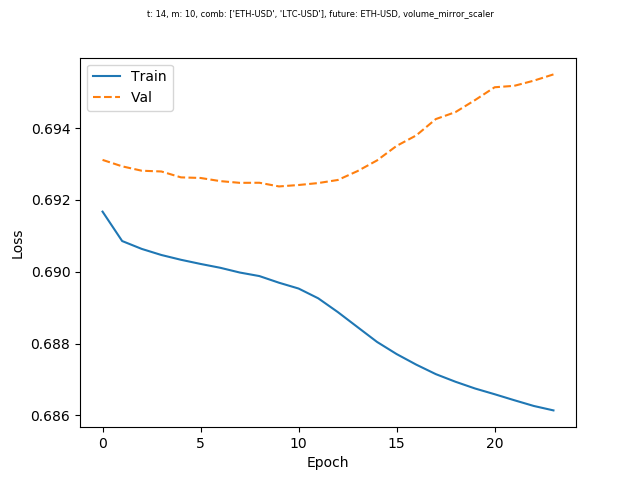 t: 14, m: 10, comb: ['ETH-USD', 'LTC-USD'], future: ETH-USD, volume_mirror_scaler
Train
Val
0.694
0.692
0.690
0.688
0.686
Loss
0
5
10
15
20
Epoch